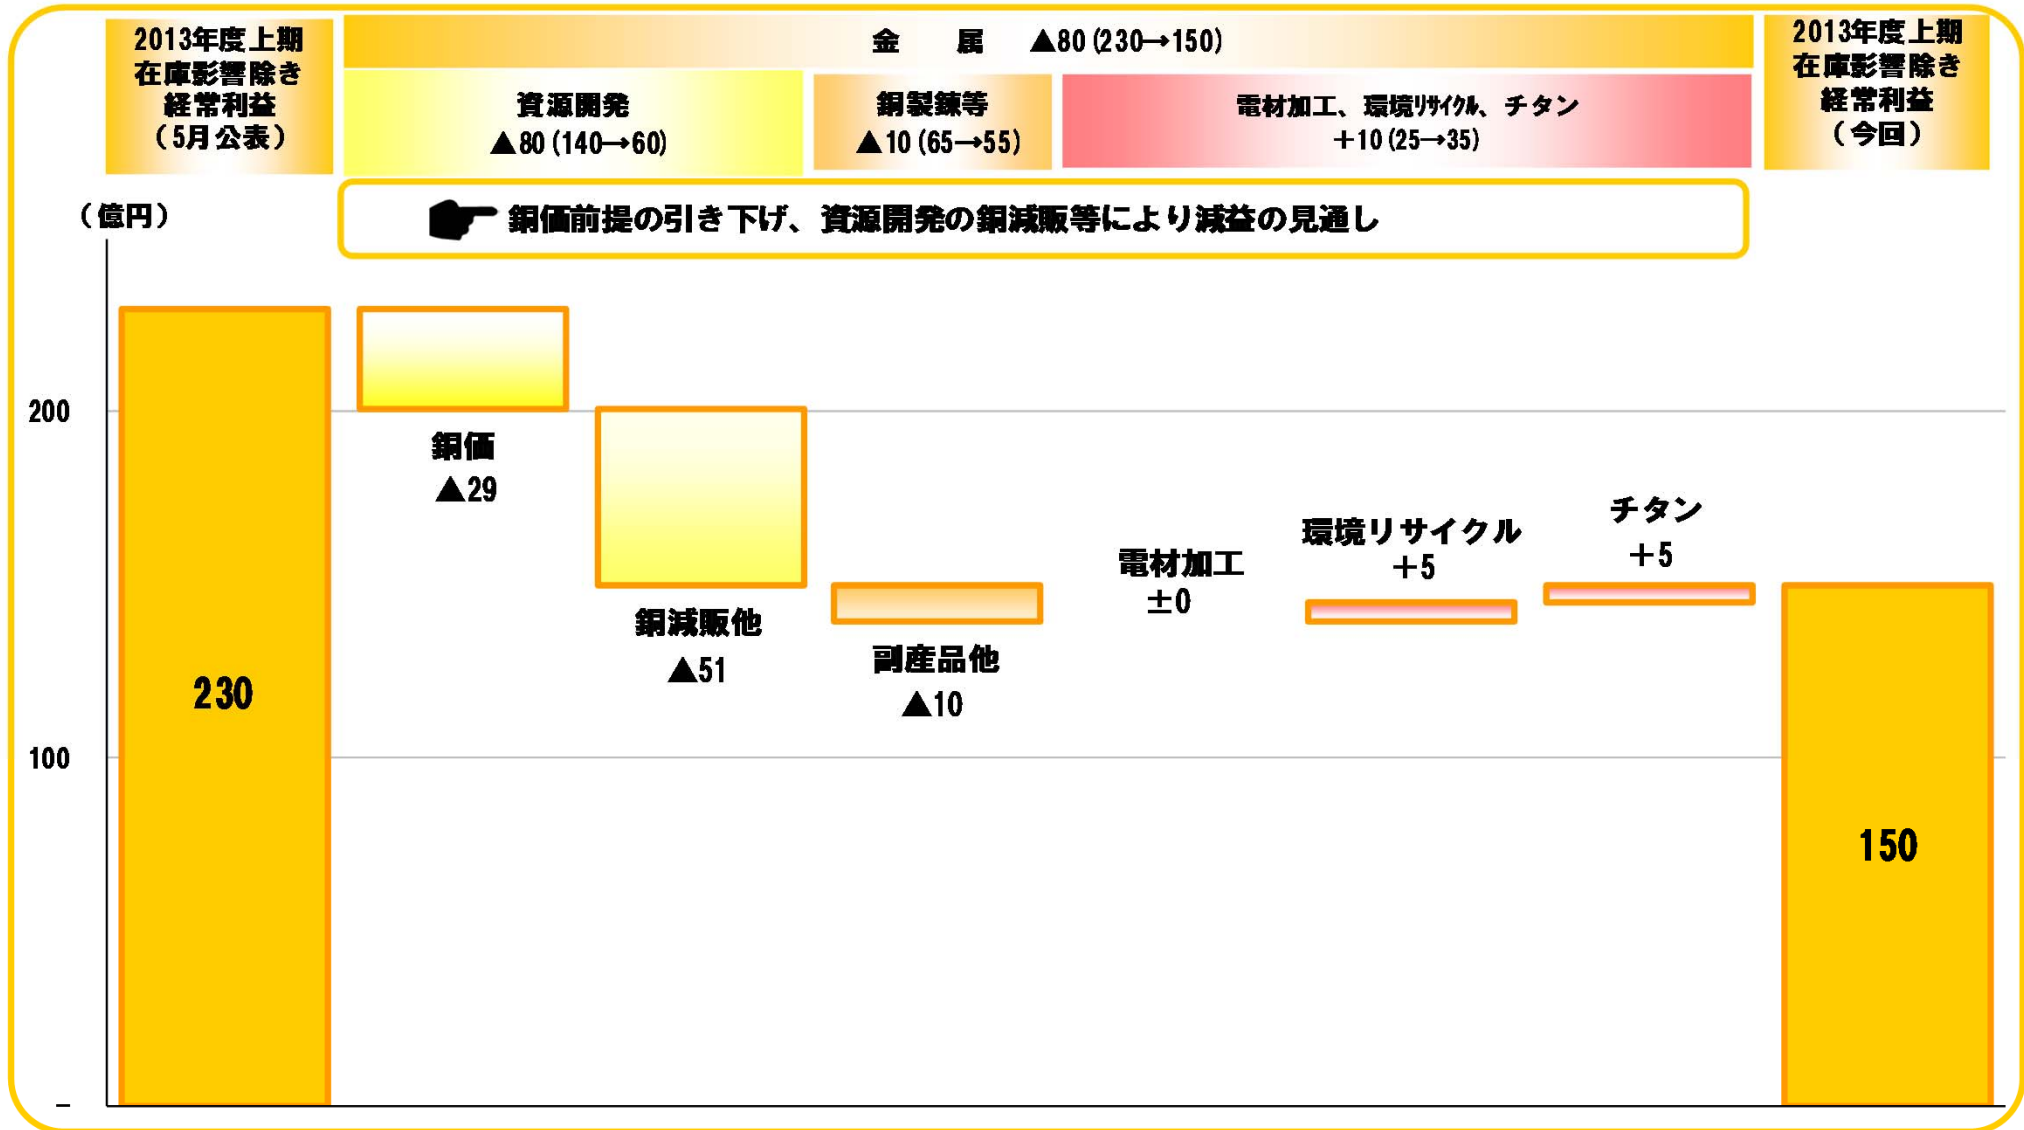 2013年度上期
在庫影響除き
経常利益
（5月公表）
金　属　▲80(230→150)
資源開発
▲80(140→60)
銅製錬等
▲10(65→55)
電材加工、環境ﾘｻｲｸﾙ、チタン
＋10(25→35)
2013年度上期
在庫影響除き
経常利益
（今回）
（億円）
☛ 銅価前提の引き下げ、資源開発の銅減販等により減益の見通し
200
100
–
230
銅価
▲29
銅減販他
▲51
副産品他
▲10
電材加工
±0
環境リサイクル
＋5
チタン
＋5
150